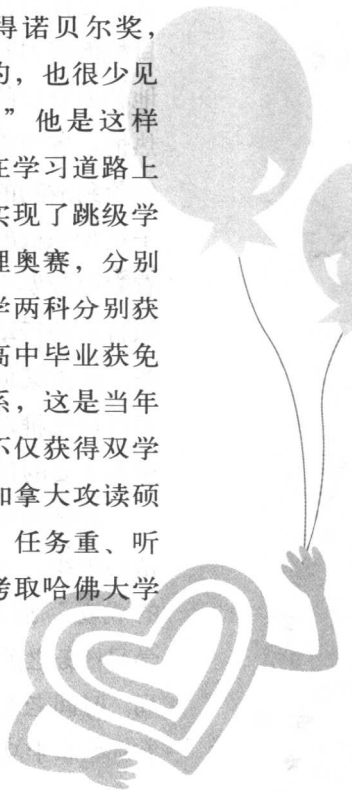 得诺贝尔奖，
的，也很少见
”他是这样
在学习道路上
实现了跳级学
理奥赛，分别
学两科分别获
高中毕业获免
系，这是当年
不仅获得双学
加拿大攻读硕
任务重、听
考取哈佛大学